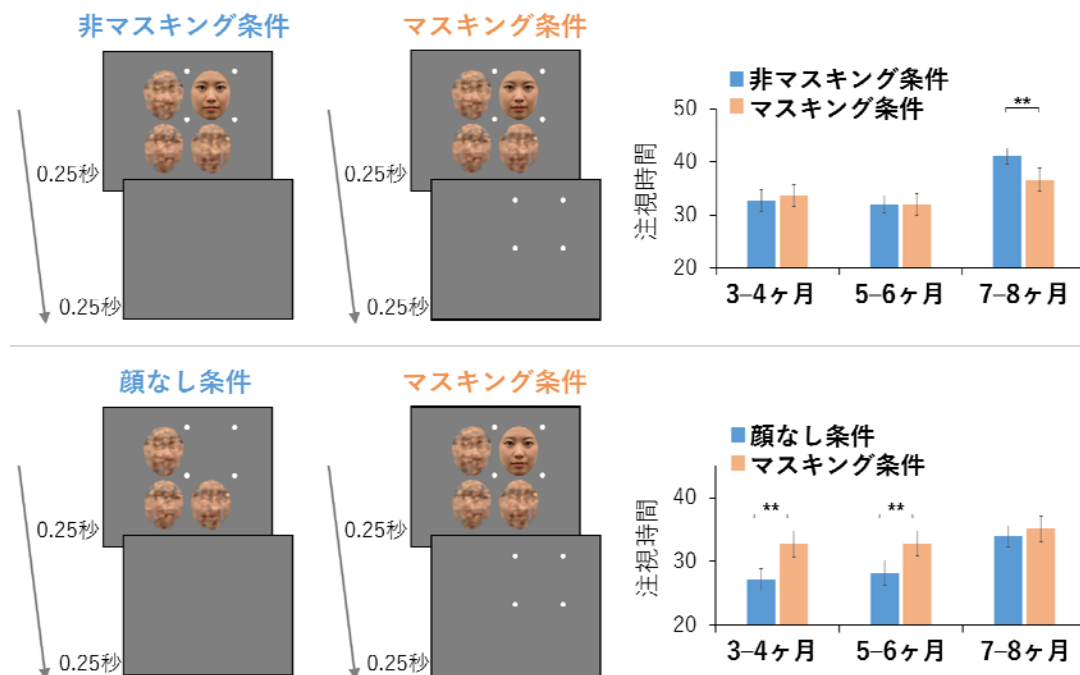 非マスキング条件
マスキング条件
0.25秒
0.25秒
0.25秒
0.25秒
非マスキング条件
マスキング条件
注視時間
50
40
30
20
**
3–4ヶ月
5–6ヶ月
7–8ヶ月
顔なし条件
マスキング条件
0.25秒
0.25秒
0.25秒
0.25秒
顔なし条件
マスキング条件
注視時間
40
30
20
**
**
3–4ヶ月
5–6ヶ月
7–8ヶ月